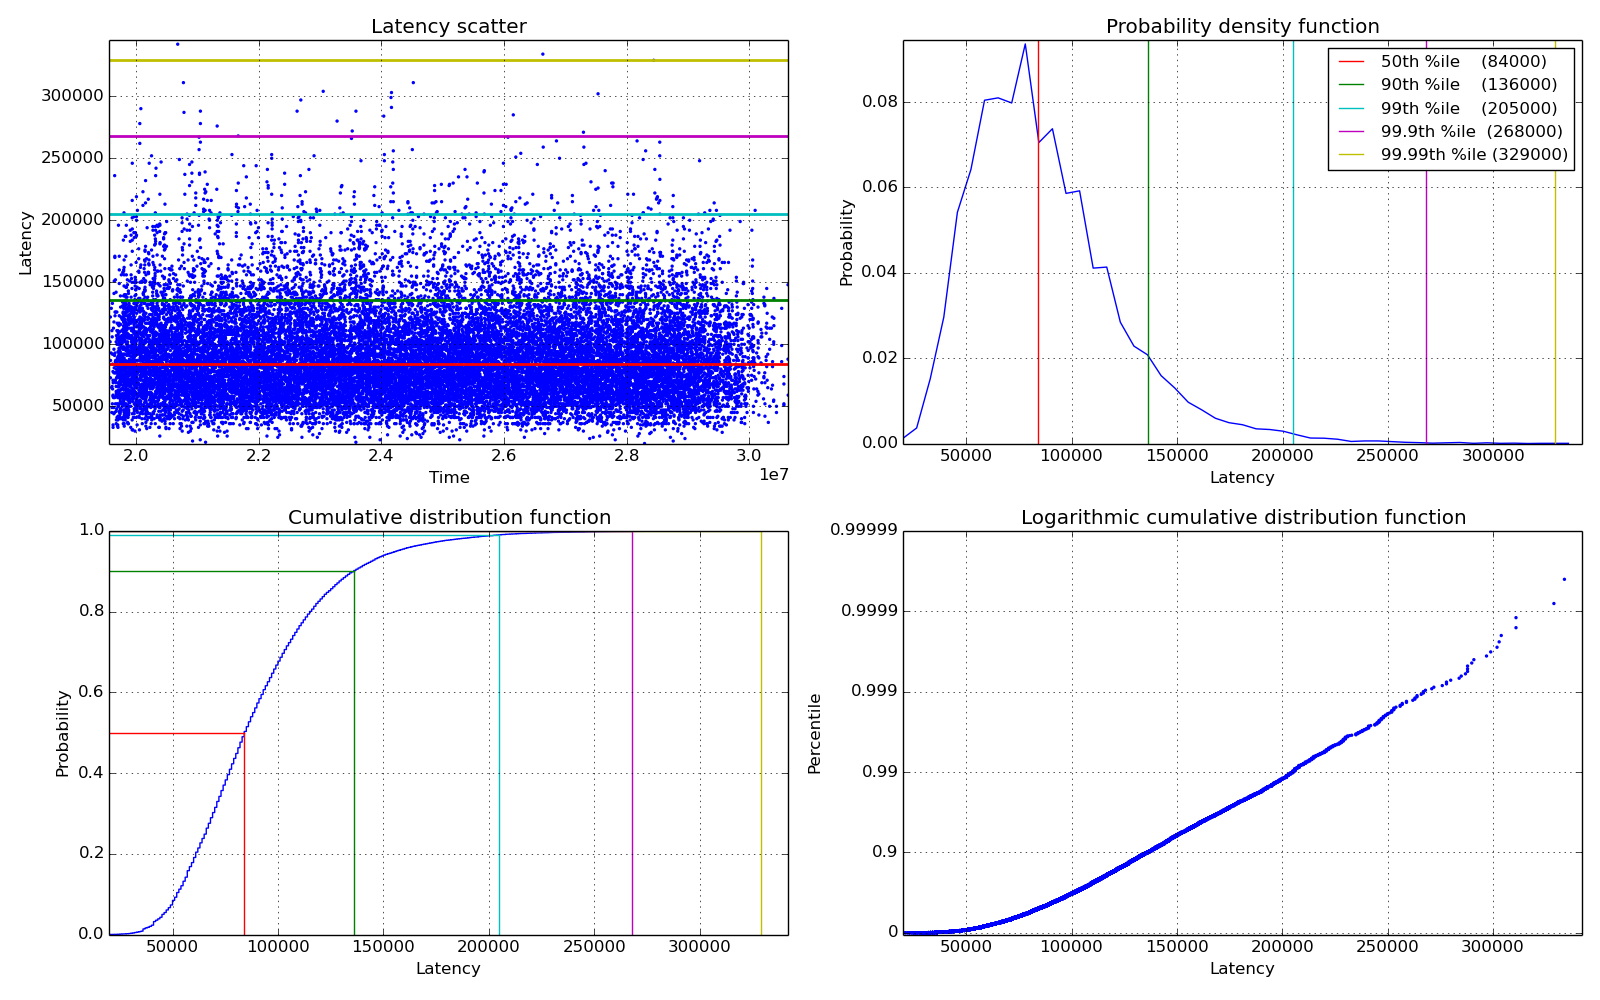 Latency scatter
300000
250000
200000
150000
100000
50000
Latency
2.0 2.2 2.4 2.6 2.8 3.0
1e7
Time
Probability density function
50th %ile (84000)
90th %ile (136000)
99th %ile (205000)
99.9th %ile (268000)
99.99th %ile (329000)
0.08
0.06
0.04
0.02
0.00
Probability
50000 100000 150000 200000 250000 300000
Latency
Cumulative distribution function
1.0
0.8
0.6
0.4
0.2
0.0
Probability
50000 100000 150000 200000 250000 300000
Latency
Logarithmic cumulative distribution function
0.99999
0.9999
0.999
0.99
0.9
0
Percentile
50000 100000 150000 200000 250000 300000
Latency